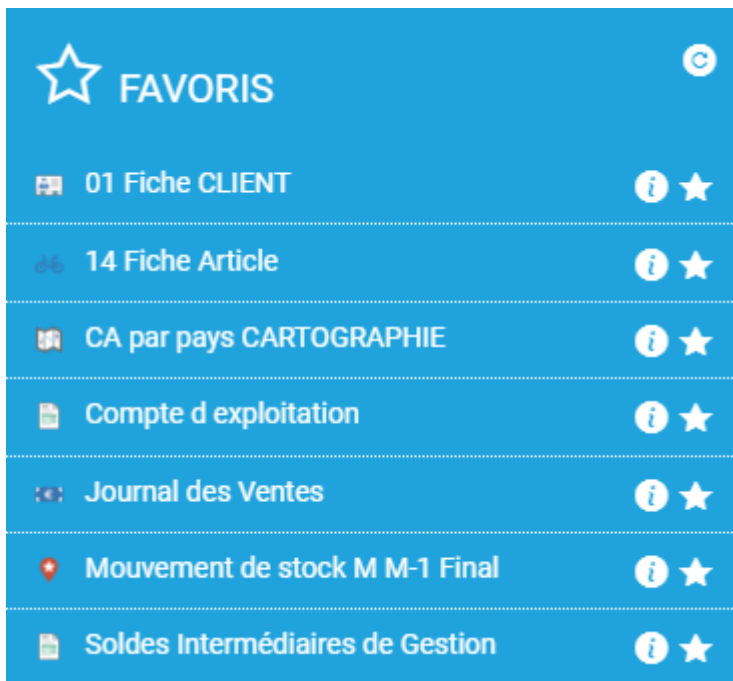 FAVORIS
01 Fiche CLIENT
14 Fiche Article
CA par pays CARTOGRAPHIE
Compte d exploitation
Journal des Ventes
Mouvement de stock M M-1 Final
Soldes Intermédiaires de Gestion